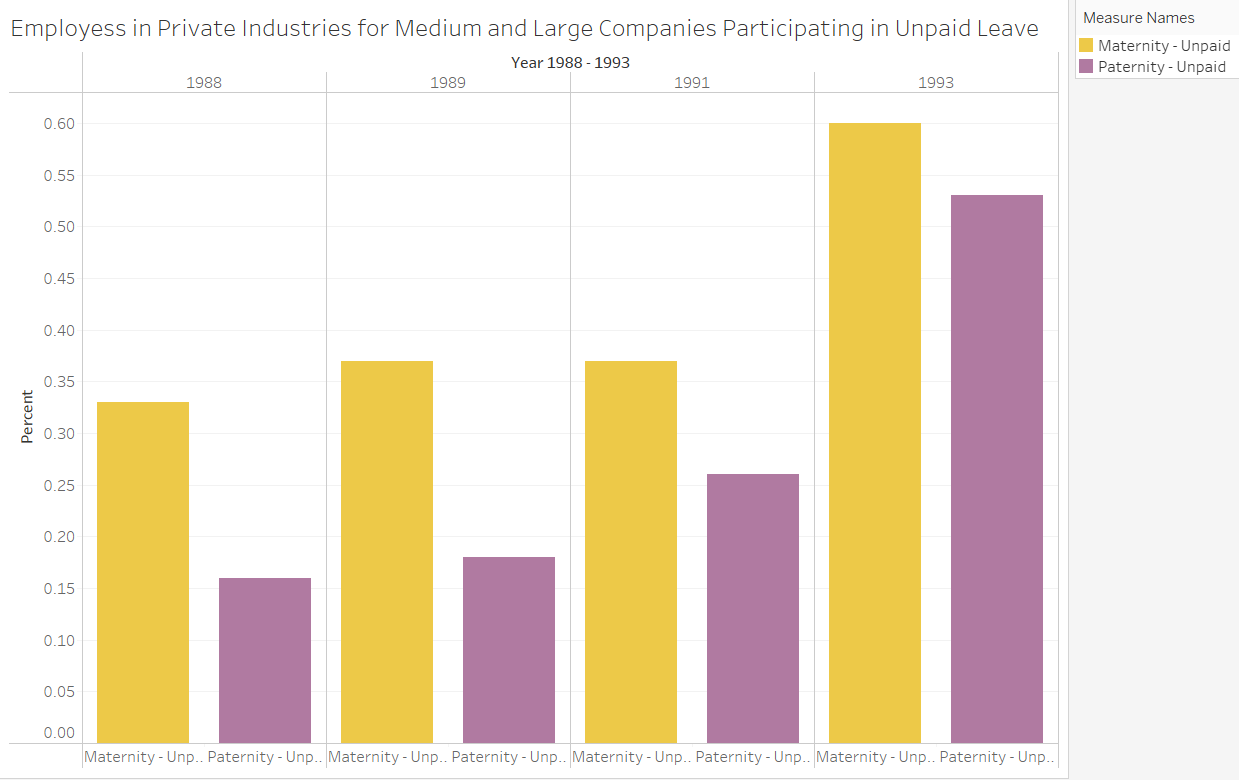 Employess in Private Industries for Medium and Large Companies Participating in Unpaid Leave
Measure Names
Maternity - Unpaid
Paternity - Unpaid
Year 1988 - 1993
1988 1989 1991 1993
0.60
0.55
0.50
0.45
0.40
0.35
0.30
0.25
0.20
0.15
0.10
0.05
0.00
Percent
Maternity - Unp.. Paternity - Unp.. Maternity - Unp.. Paternity - Unp.. Maternity - Unp.. Paternity - Unp.. Maternity - Unp.. Paternity - Unp..